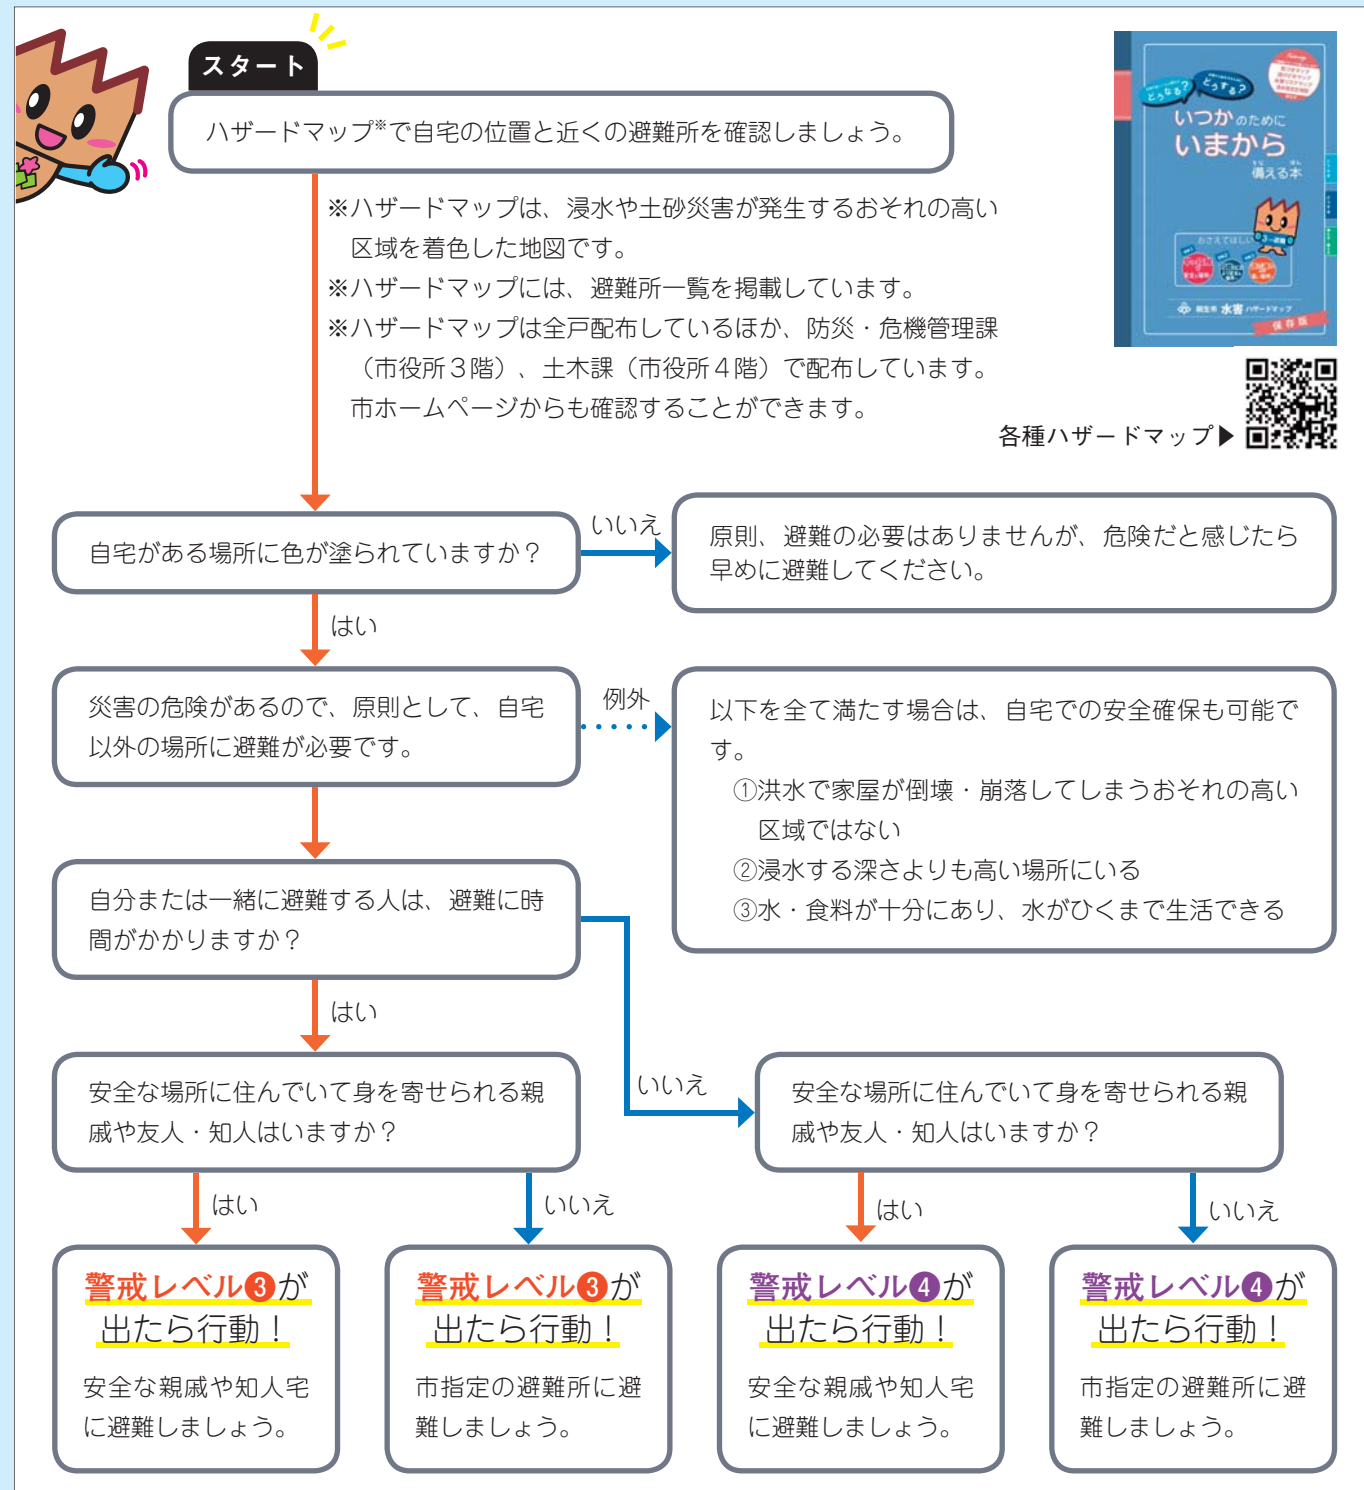 スタート
ハザードマップ※で自宅の位置と近くの避難所を確認しましょう。
※ハザードマップは、浸水や土砂災害が発生するおそれの高い
区域を着色した地図です。
※ハザードマップには、避難所一覧を掲載しています。
※ハザードマップは全戸配布しているほか、防災・危機管理課
（市役所３階）、土木課（市役所４階）で配布しています。
市ホームページからも確認することができます。
どうなる？
どうする？
いつかのために
いまから
備える本
おさえてほしい
桐生市 水害ハザードマップ
保存版
各種ハザードマップ▶
自宅がある場所に色が塗られていますか？
いいえ
原則、避難の必要はありませんが、危険だと感じたら
早めに避難してください。
はい
災害の危険があるので、原則として、自宅
以外の場所に避難が必要です。
例外
以下を全て満たす場合は、自宅での安全確保も可能で
す。
①洪水で家屋が倒壊・崩落してしまうおそれの高い
区域ではない
②浸水する深さよりも高い場所にいる
③水・食料が十分にあり、水がひくまで生活できる
自分または一緒に避難する人は、避難に時
間がかかりますか？
はい
いいえ
安全な場所に住んでいて身を寄せられる親
戚や友人・知人はいますか？
安全な場所に住んでいて身を寄せられる親
戚や友人・知人はいますか？
はい
いいえ
はい
いいえ
警戒レベル❸が
出たら行動！
安全な親戚や知人宅
に避難しましょう。
警戒レベル❸が
出たら行動！
市指定の避難所に避
難しましょう。
警戒レベル❹が
出たら行動！
安全な親戚や知人宅
に避難しましょう。
警戒レベル❹が
出たら行動！
市指定の避難所に避
難しましょう。